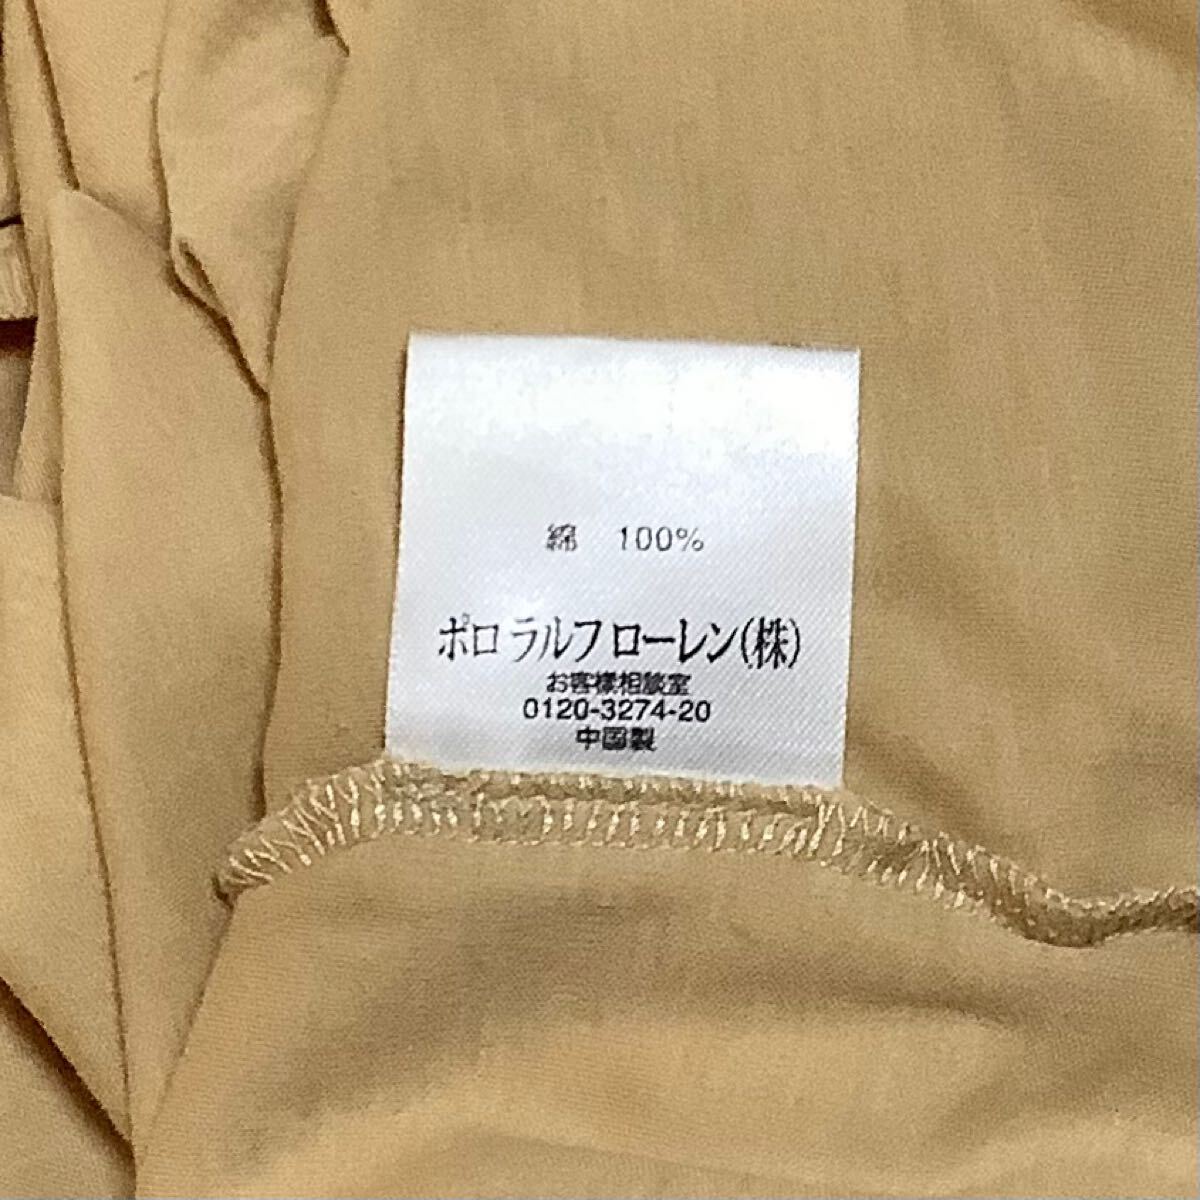 綿 100%
ポロ ラルフ ローレン(株)
お客様相談室
0120-3274-20
中国製